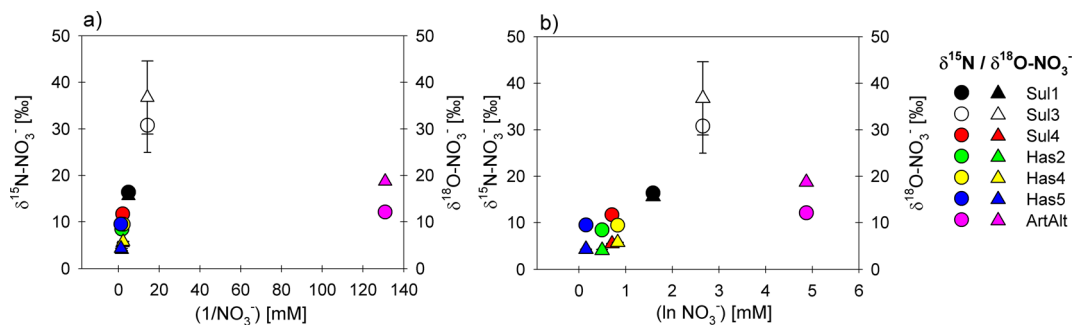 a)
50
40
30
20
10
0
δ¹⁵N-NO₃⁻ [‰]
50
40
30
20
10
0
δ¹⁸O-NO₃⁻ [‰]
0 20 40 60 80 100 120 140
(1/NO₃⁻) [mM]
b)
50
40
30
20
10
0
δ¹⁵N-NO₃⁻ [‰]
50
40
30
20
10
0
δ¹⁸O-NO₃⁻ [‰]
0 1 2 3 4 5 6
(ln NO₃⁻) [mM]
δ¹⁵N / δ¹⁸O-NO₃⁻
Sul1
Sul3
Sul4
Has2
Has4
Has5
ArtAlt